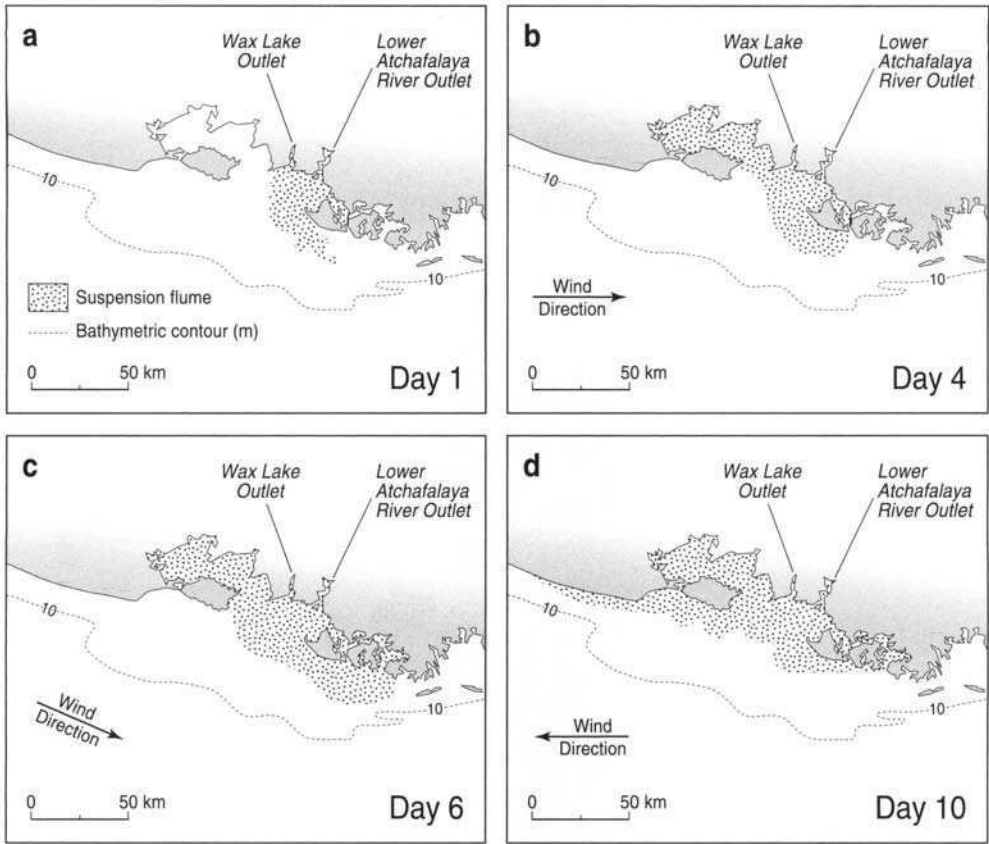 a
Wax Lake
Outlet
Lower
Atchafalaya
River Outlet
10
10
Suspension flume
Bathymetric contour (m)
0 50 km
Day 1
b
Wax Lake
Outlet
Lower
Atchafalaya
River Outlet
10
10
Wind
Direction
0 50 km
Day 4
c
Wax Lake
Outlet
Lower
Atchafalaya
River Outlet
10
10
Wind
Direction
0 50 km
Day 6
d
Wax Lake
Outlet
Lower
Atchafalaya
River Outlet
10
10
Wind
Direction
0 50 km
Day 10